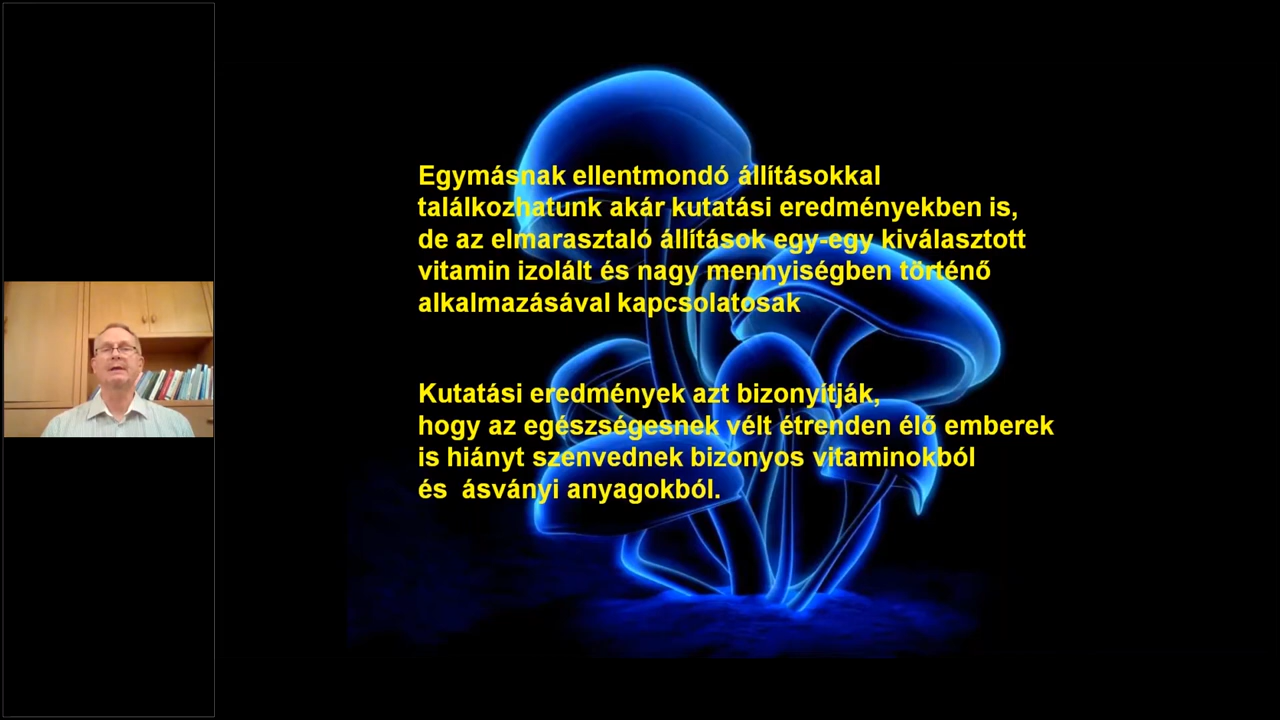 Egymásnak ellentmondó állításokkal
találkozhatunk akár kutatási eredményekben is,
de az elmarasztaló állítások egy-egy kiválasztott
vitamin izolált és nagy mennyiségben történő
alkalmazásával kapcsolatosak
Kutatási eredmények azt bizonyítják,
hogy az egészségesnek vélt étrenden élő emberek
is hiányt szenvednek bizonyos vitaminokból
és  ásványi anyagokból.